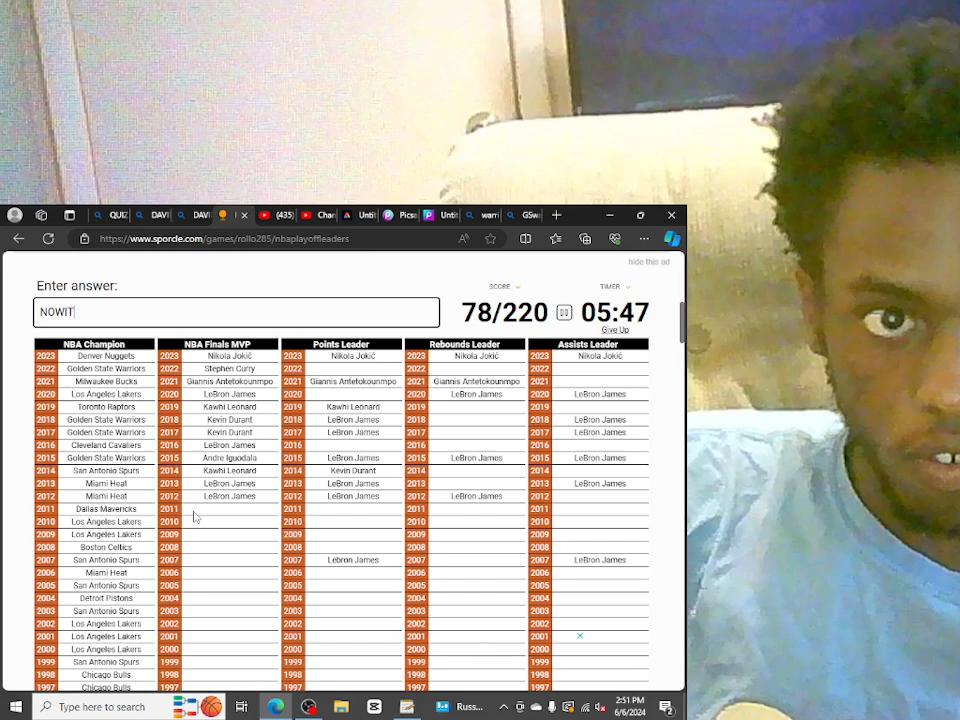 QUIZ DAVI DAVI (435) Chan Untit Picsa Untit warri GSwa
https://www.sporcle.com/games/rollo285/nbaplayoffleaders
hide this ad
Enter answer:
SCORE TIMER
NOWIT
78/220 05:47
Give Up
NBA Champion NBA Finals MVP Points Leader Rebounds Leader Assists Leader
2023 Denver Nuggets 2023 Nikola Jokić 2023 Nikola Jokić 2023 Nikola Jokić 2023 Nikola Jokić
2022 Golden State Warriors 2022 Stephen Curry 2022 2022 2022
2021 Milwaukee Bucks 2021 Giannis Antetokounmpo 2021 Giannis Antetokounmpo 2021 Giannis Antetokounmpo 2021
2020 Los Angeles Lakers 2020 LeBron James 2020 2020 LeBron James 2020 LeBron James
2019 Toronto Raptors 2019 Kawhi Leonard 2019 Kawhi Leonard 2019 2019
2018 Golden State Warriors 2018 Kevin Durant 2018 LeBron James 2018 2018 LeBron James
2017 Golden State Warriors 2017 Kevin Durant 2017 LeBron James 2017 2017 LeBron James
2016 Cleveland Cavaliers 2016 LeBron James 2016 2016 2016
2015 Golden State Warriors 2015 Andre Iguodala 2015 LeBron James 2015 LeBron James 2015 LeBron James
2014 San Antonio Spurs 2014 Kawhi Leonard 2014 Kevin Durant 2014 2014
2013 Miami Heat 2013 LeBron James 2013 LeBron James 2013 2013 LeBron James
2012 Miami Heat 2012 LeBron James 2012 LeBron James 2012 LeBron James 2012
2011 Dallas Mavericks 2011 2011 2011 2011
2010 Los Angeles Lakers 2010 2010 2010 2010
2009 Los Angeles Lakers 2009 2009 2009 2009
2008 Boston Celtics 2008 2008 2008 2008
2007 San Antonio Spurs 2007 2007 Lebron James 2007 2007 LeBron James
2006 Miami Heat 2006 2006 2006 2006
2005 San Antonio Spurs 2005 2005 2005 2005
2004 Detroit Pistons 2004 2004 2004 2004
2003 San Antonio Spurs 2003 2003 2003 2003
2002 Los Angeles Lakers 2002 2002 2002 2002
2001 Los Angeles Lakers 2001 2001 2001 2001
2000 Los Angeles Lakers 2000 2000 2000 2000
1999 San Antonio Spurs 1999 1999 1999 1999
1998 Chicago Bulls 1998 1998 1998 1998
1997 Chicago Bulls 1997 1997 1997 1997
Type here to search
Russ...
2:51 PM
6/6/2024